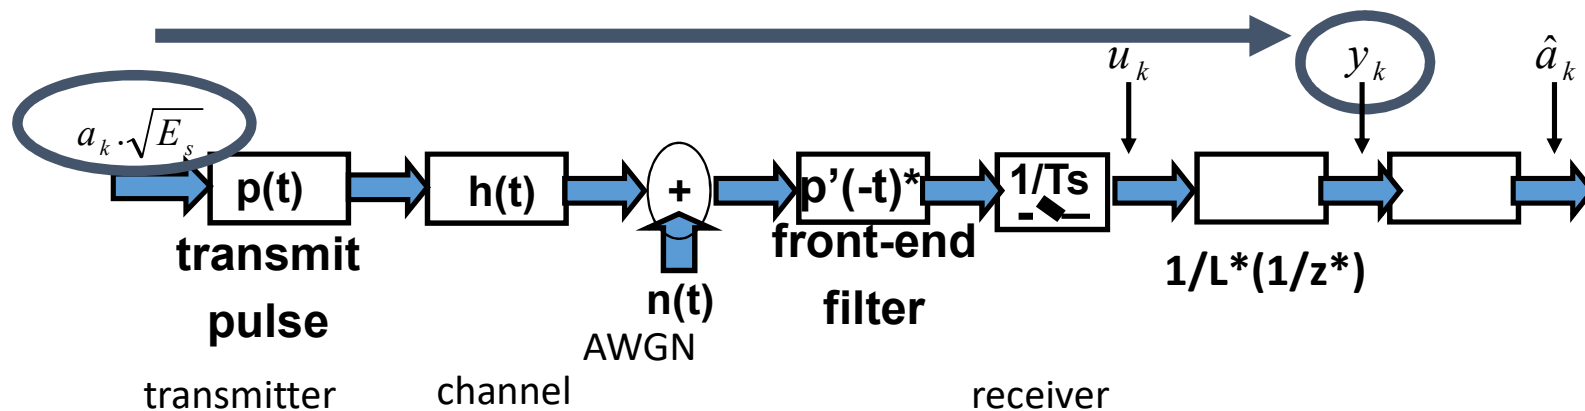 u_k y_k â_k
a_k.√E_s
p(t) h(t) + p’(-t)* 1/Ts
transmit front-end 1/L*(1/z*)
pulse n(t) filter
AWGN
transmitter channel receiver